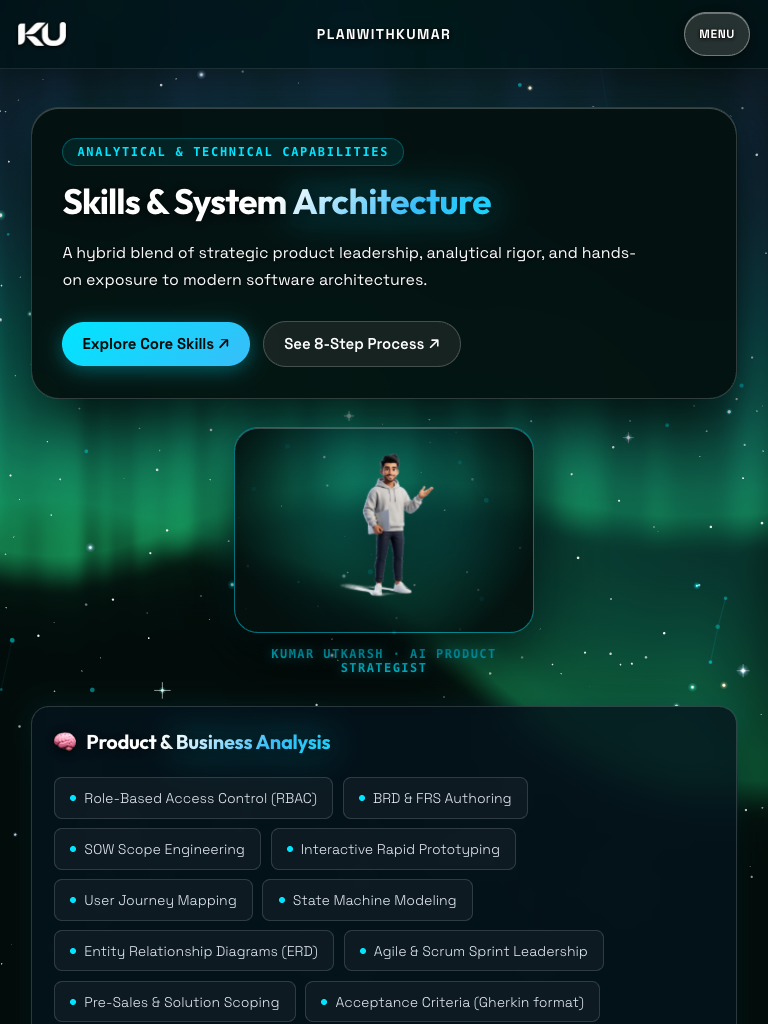 KU
PLANWITHKUMAR
MENU
ANALYTICAL & TECHNICAL CAPABILITIES
Skills & System Architecture
A hybrid blend of strategic product leadership, analytical rigor, and hands-
on exposure to modern software architectures.
Explore Core Skills ↗
See 8-Step Process ↗
KUMAR UTKARSH · AI PRODUCT
STRATEGIST
Product & Business Analysis
Role-Based Access Control (RBAC)
BRD & FRS Authoring
SOW Scope Engineering
Interactive Rapid Prototyping
User Journey Mapping
State Machine Modeling
Entity Relationship Diagrams (ERD)
Agile & Scrum Sprint Leadership
Pre-Sales & Solution Scoping
Acceptance Criteria (Gherkin format)